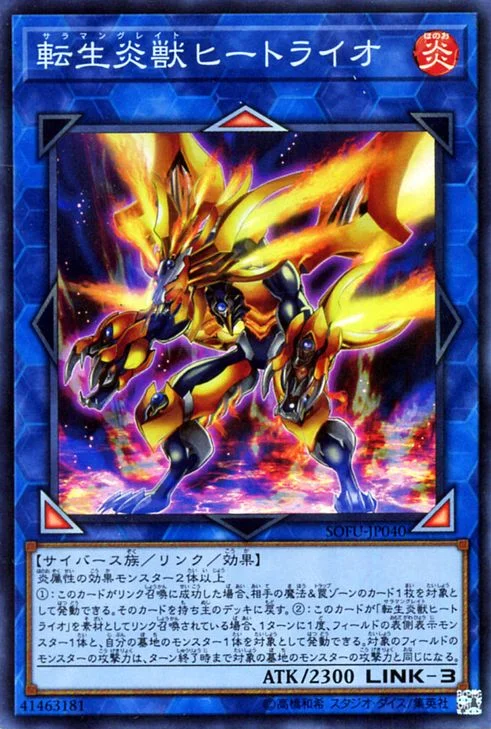 サラマングレイト
転生炎獣ヒートライオ
ほのお
炎
SOFU-JP040
【サイバース族／リンク／効果】
炎属性の効果モンスター２体以上
①：このカードがリンク召喚に成功した場合、相手の魔法＆罠ゾーンのカード１枚を対象と
して発動できる。そのカードを持ち主のデッキに戻す。②：このカードが「転生炎獣ヒート
ライオ」を素材としてリンク召喚されている場合、１ターンに１度、フィールドの表側表示モン
スター１体と、自分の墓地のモンスター１体を対象として発動できる。対象のフィールドの
モンスターの攻撃力は、ターン終了時まで対象の墓地のモンスターの攻撃力と同じになる。
ATK/2300 LINK-3
41463181 ©高橋和希 スタジオ・ダイス/集英社